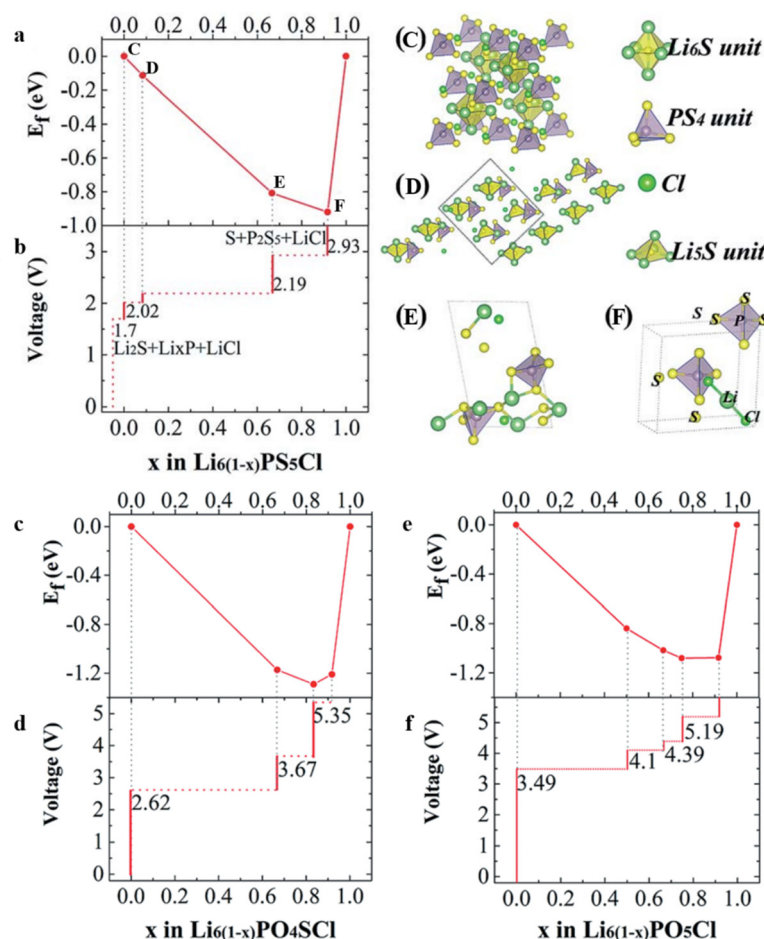 a
0.0 0.2 0.4 0.6 0.8 1.0
0.0
-0.2
-0.4
-0.6
-0.8
-1.0
Ef (eV)
C
D
E
F
b
3
2
1
0
Voltage (V)
S+P2S5+LiCl
2.93
2.19
2.02
1.7
Li2S+LixP+LiCl
0.0 0.2 0.4 0.6 0.8 1.0
x in Li6(1-x)PS5Cl
(C)
Li6S unit
PS4 unit
(D)
Cl
Li5S unit
(E)
(F)
S
S
S
P
S
S
S
S
Li
Cl
c
0.0 0.2 0.4 0.6 0.8 1.0
0.0
-0.4
-0.8
-1.2
Ef (eV)
d
5
4
3
2
1
0
Voltage (V)
5.35
3.67
2.62
0.0 0.2 0.4 0.6 0.8 1.0
x in Li6(1-x)PO4SCl
e
0.0 0.2 0.4 0.6 0.8 1.0
0.0
-0.4
-0.8
-1.2
Ef (eV)
f
5
4
3
2
1
0
Voltage (V)
5.19
4.39
4.1
3.49
0.0 0.2 0.4 0.6 0.8 1.0
x in Li6(1-x)PO5Cl